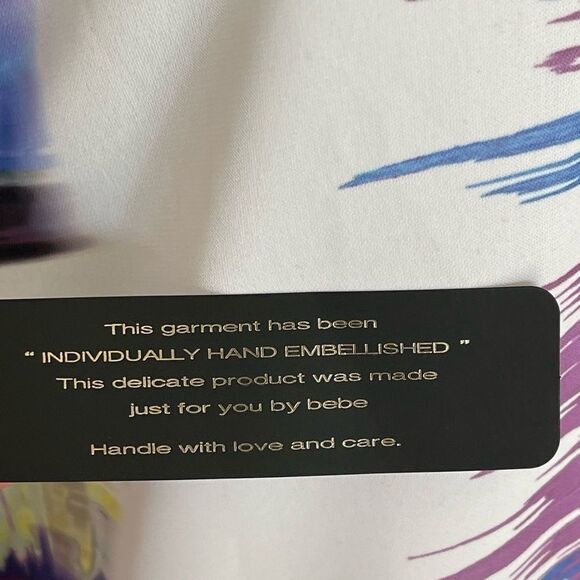 This garment has been
" INDIVIDUALLY HAND EMBELLISHED "
This delicate product was made
just for you by bebe
Handle with love and care.